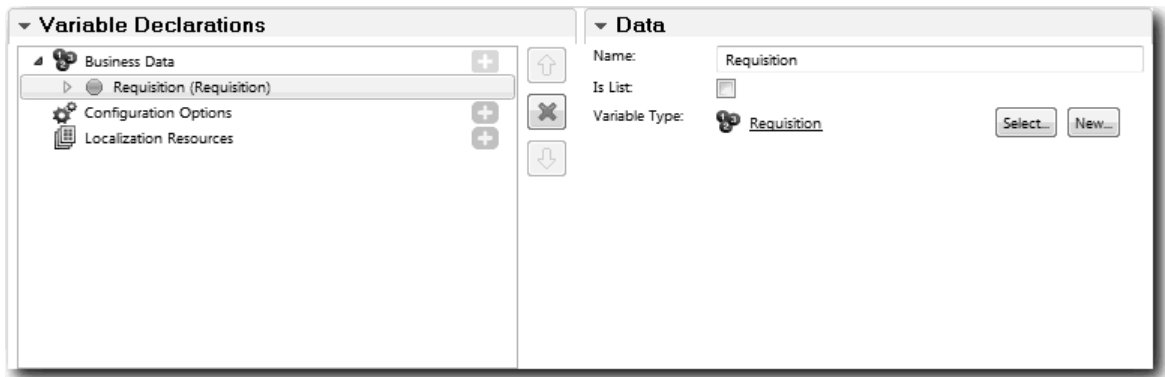 Variable Declarations
Business Data
Requisition (Requisition)
Configuration Options
Localization Resources
Data
Name: Requisition
Is List:
Variable Type: Requisition Select... New...